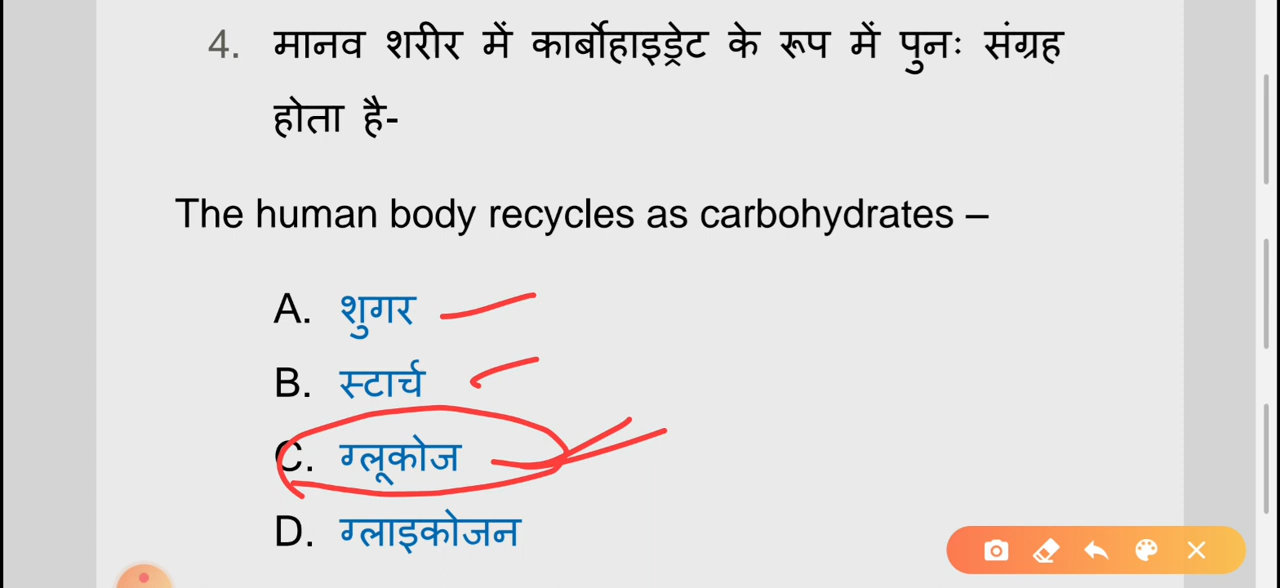 4. मानव शरीर में कार्बोहाइड्रेट के रूप में पुनः संग्रह
होता है-
The human body recycles as carbohydrates –
A. शुगर
B. स्टार्च
C. ग्लूकोज
D. ग्लाइकोजन